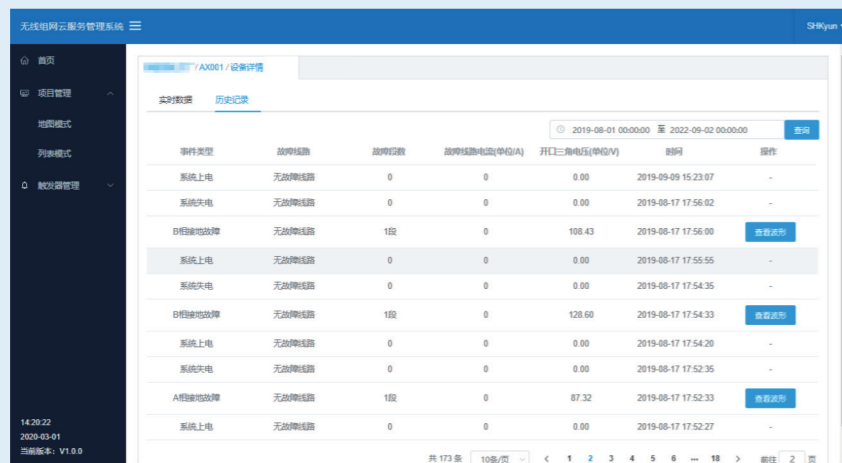 无线组网云服务管理系统
SHKyun
首页
项目管理
地图模式
列表模式
触发器管理
14:20:22
2020-03-01
当前版本：V1.0.0
/AX001 / 设备详情
实时数据 历史记录
2019-08-01 00:00:00 至 2022-09-02 00:00:00 查询
事件类型 故障线路 故障段数 故障线路电流(单位/A) 开口三角电压(单位/V) 时间 操作
系统上电 无故障线路 0 0 0.00 2019-09-09 15:23:07 -
系统失电 无故障线路 0 0 0.00 2019-08-17 17:56:02 -
B相接地故障 无故障线路 1段 0 108.43 2019-08-17 17:56:00 查看波形
系统上电 无故障线路 0 0 0.00 2019-08-17 17:55:55 -
系统失电 无故障线路 0 0 0.00 2019-08-17 17:54:35 -
B相接地故障 无故障线路 1段 0 128.60 2019-08-17 17:54:33 查看波形
系统上电 无故障线路 0 0 0.00 2019-08-17 17:54:20 -
系统失电 无故障线路 0 0 0.00 2019-08-17 17:52:35 -
A相接地故障 无故障线路 1段 0 87.32 2019-08-17 17:52:33 查看波形
系统上电 无故障线路 0 0 0.00 2019-08-17 17:52:27 -
共 173 条 10条/页 < 1 2 3 4 5 6 ... 18 > 前往 2 页